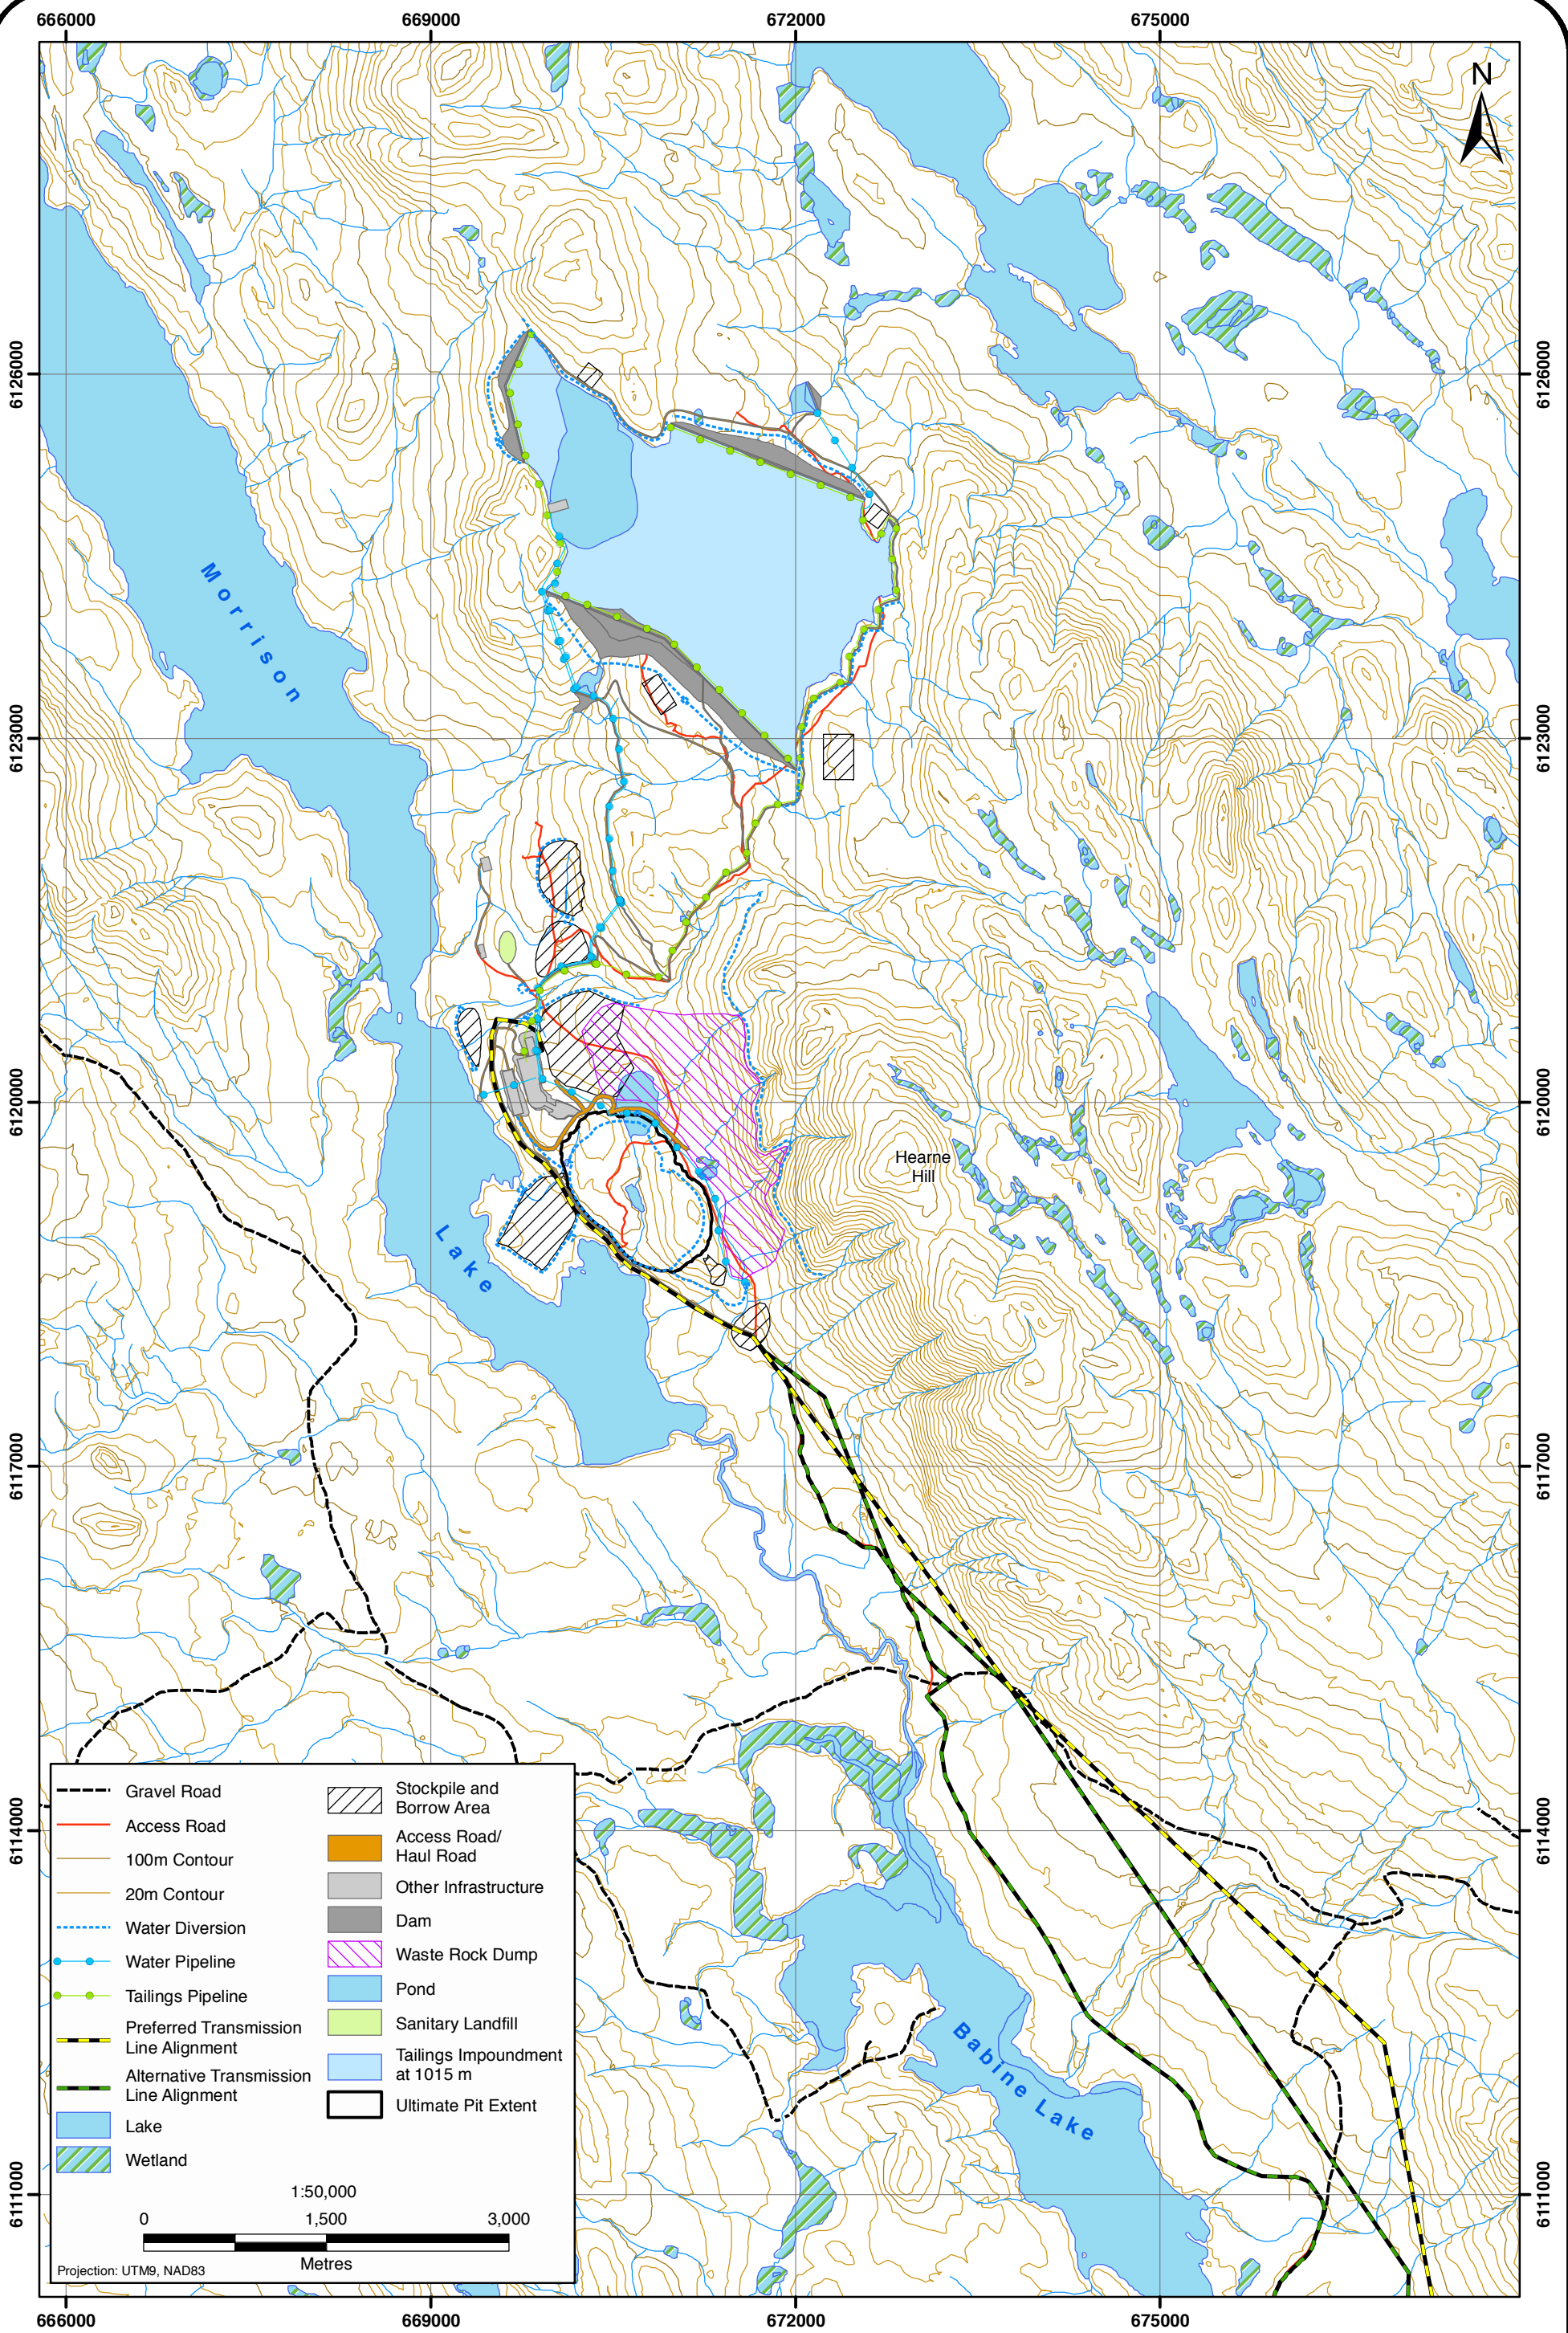 666000
669000
672000
675000
N
6126000
6126000
Morrison
6123000
6123000
6120000
6120000
Hearne
Hill
Lake
6117000
6117000
6114000
6114000
Gravel Road
Access Road
100m Contour
20m Contour
Water Diversion
Water Pipeline
Tailings Pipeline
Preferred Transmission
Line Alignment
Alternative Transmission
Line Alignment
Lake
Wetland
Stockpile and
Borrow Area
Access Road/
Haul Road
Other Infrastructure
Dam
Waste Rock Dump
Pond
Sanitary Landfill
Tailings Impoundment
at 1015 m
Ultimate Pit Extent
Babine Lake
1:50,000
0 1,500 3,000
Metres
Projection: UTM9, NAD83
6111000
6111000
666000
669000
672000
675000